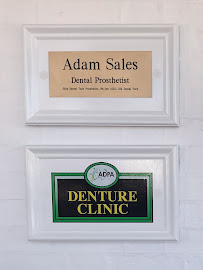 Adam Sales
Dental Prosthetist
ADPA
DENTURE
CLINIC